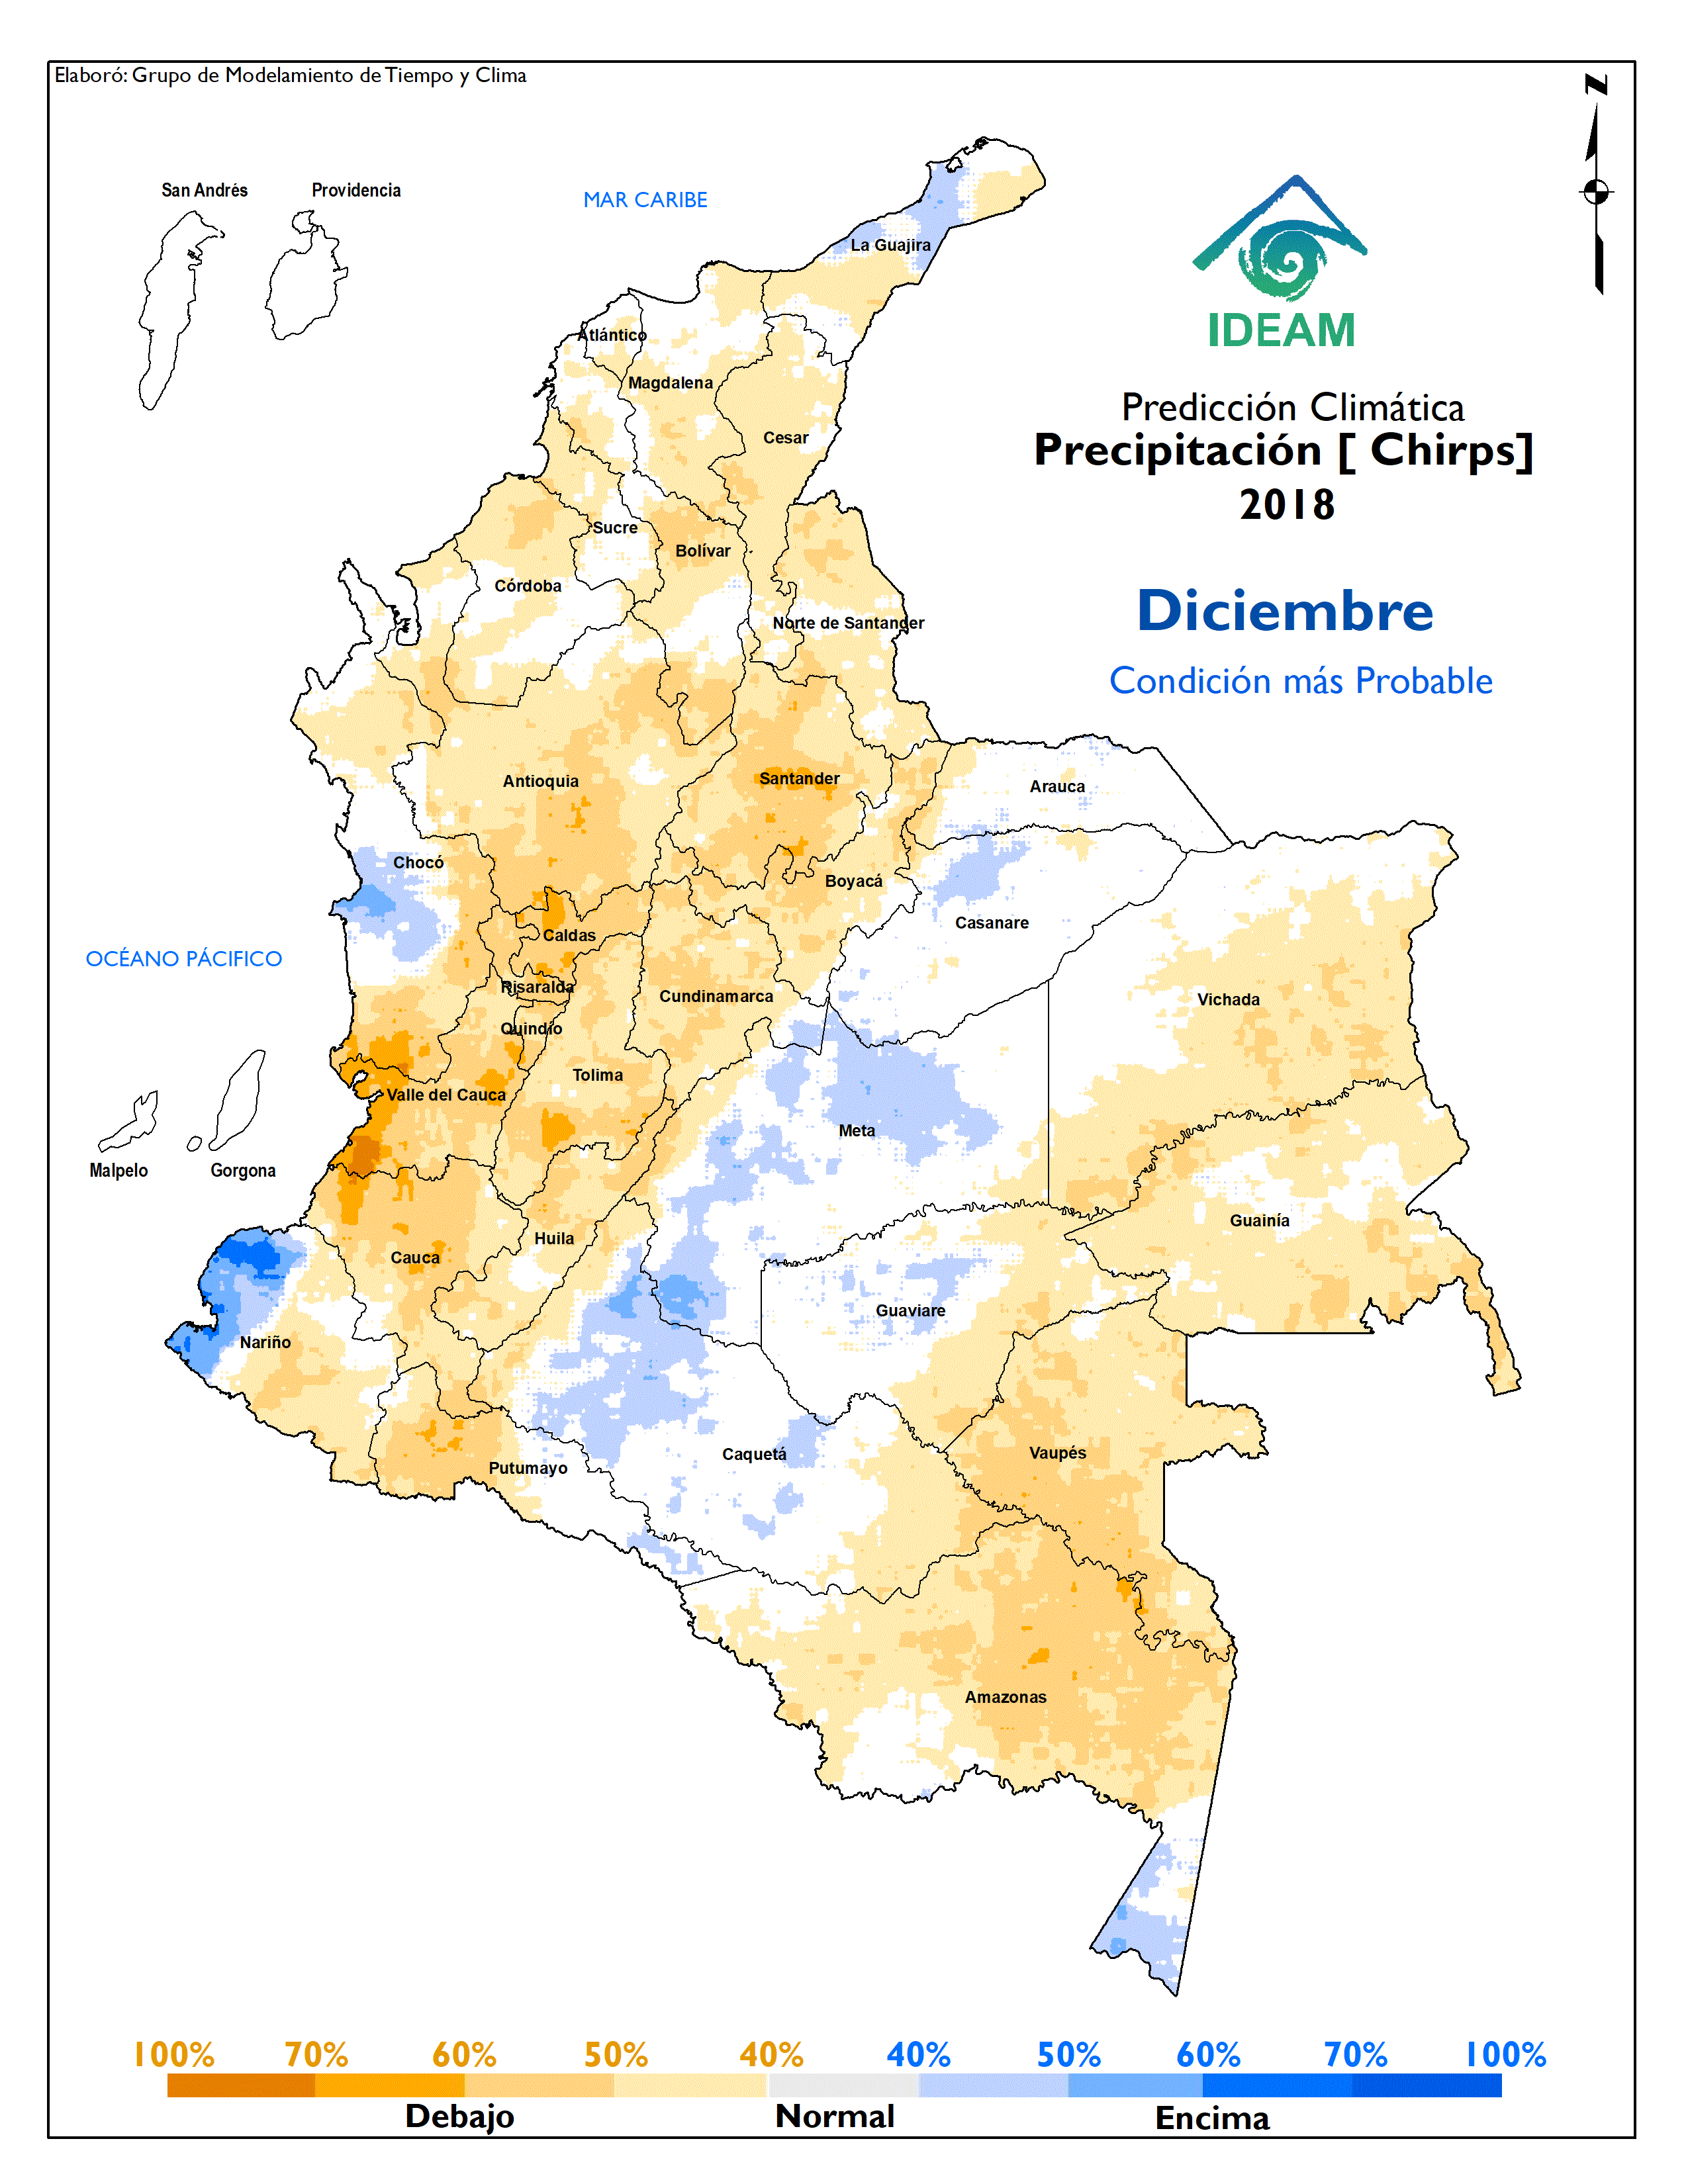 Elaboró: Grupo de Modelamiento de Tiempo y Clima
N
San Andrés
Providencia
MAR CARIBE
La Guajira
IDEAM
Atlántico
Magdalena
Predicción Climática
Cesar
Precipitación [ Chirps]
2018
Sucre
Bolívar
Córdoba
Diciembre
Norte de Santander
Condición más Probable
Antioquia
Santander
Arauca
Chocó
Boyacá
Casanare
Caldas
OCÉANO PÁCIFICO
Risaralda
Cundinamarca
Vichada
Quindío
Tolima
Valle del Cauca
Meta
Malpelo
Gorgona
Guainía
Huila
Cauca
Guaviare
Nariño
Caquetá
Vaupés
Putumayo
Amazonas
100% 70% 60% 50% 40% 40% 50% 60% 70% 100%
Debajo Normal Encima